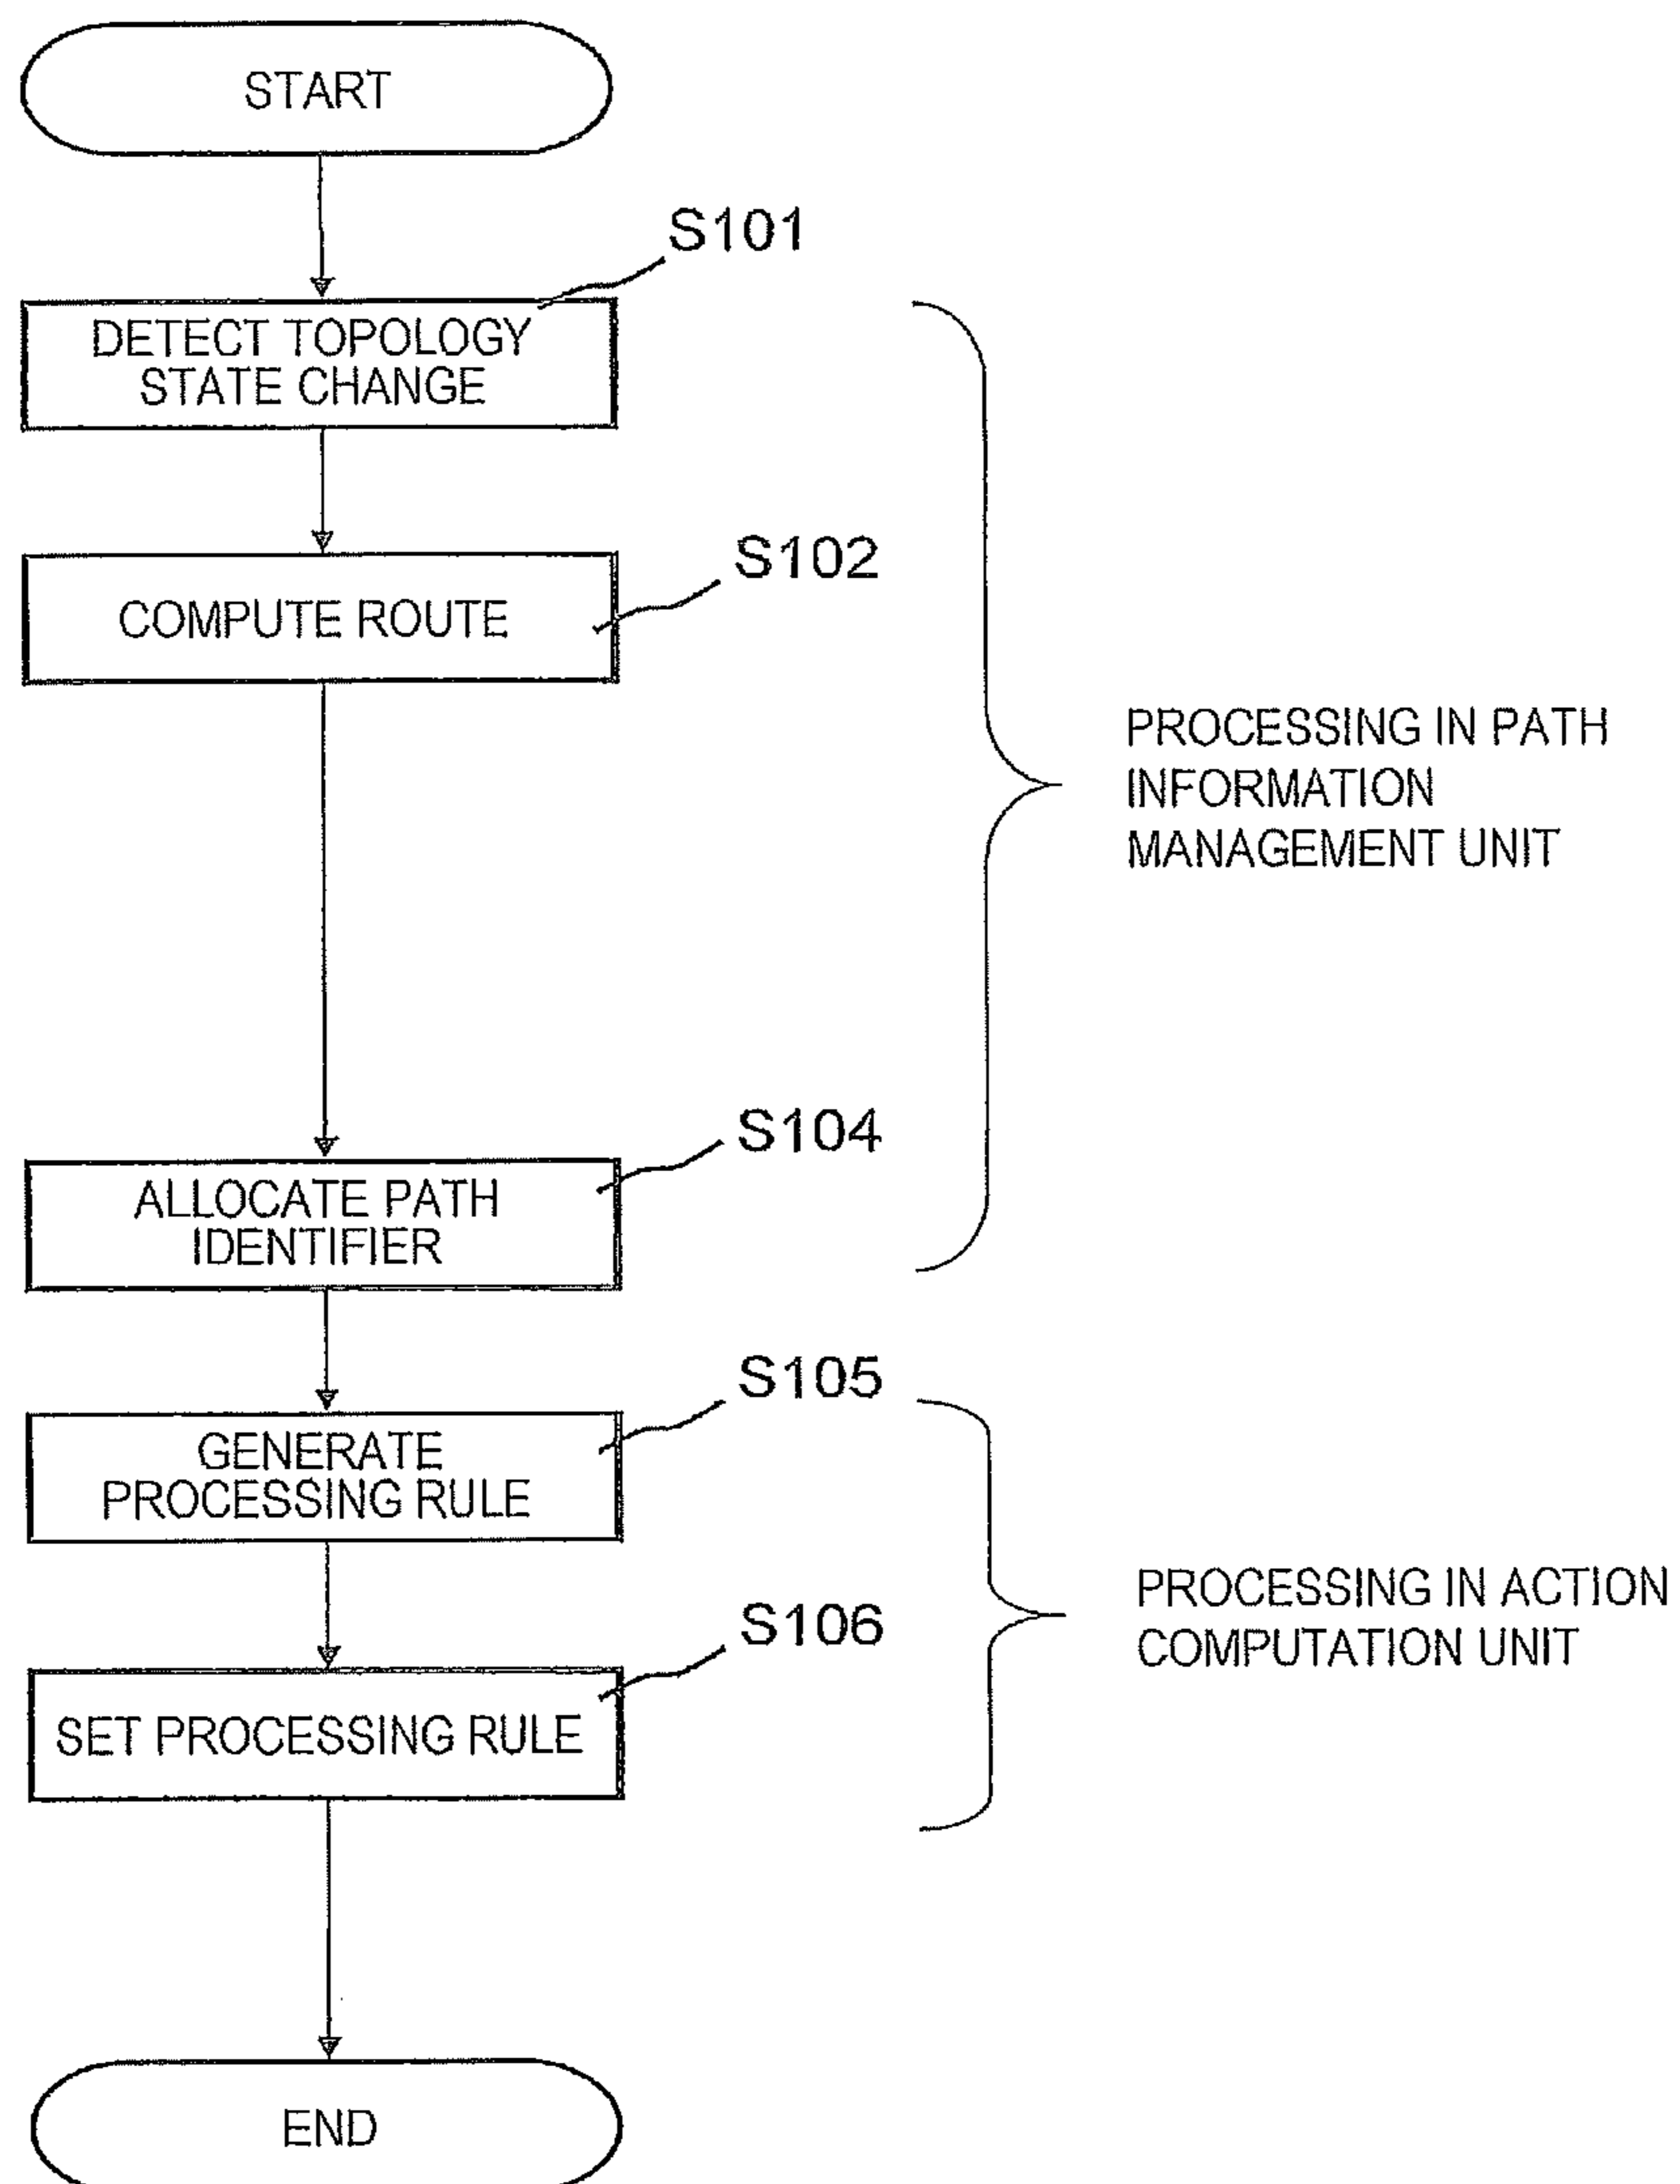 START
S101
DETECT TOPOLOGY
STATE CHANGE
S102
COMPUTE ROUTE
PROCESSING IN PATH
INFORMATION
MANAGEMENT UNIT
S104
ALLOCATE PATH
IDENTIFIER
S105
GENERATE
PROCESSING RULE
PROCESSING IN ACTION
COMPUTATION UNIT
S106
SET PROCESSING RULE
END